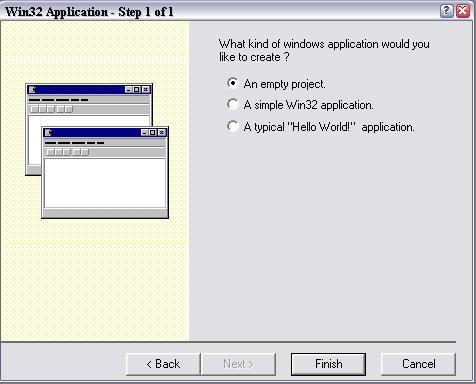 Win32 Application - Step 1 of 1
What kind of windows application would you
like to create ?
An empty project.
A simple Win32 application.
A typical "Hello World!" application.
< Back
Next >
Finish
Cancel